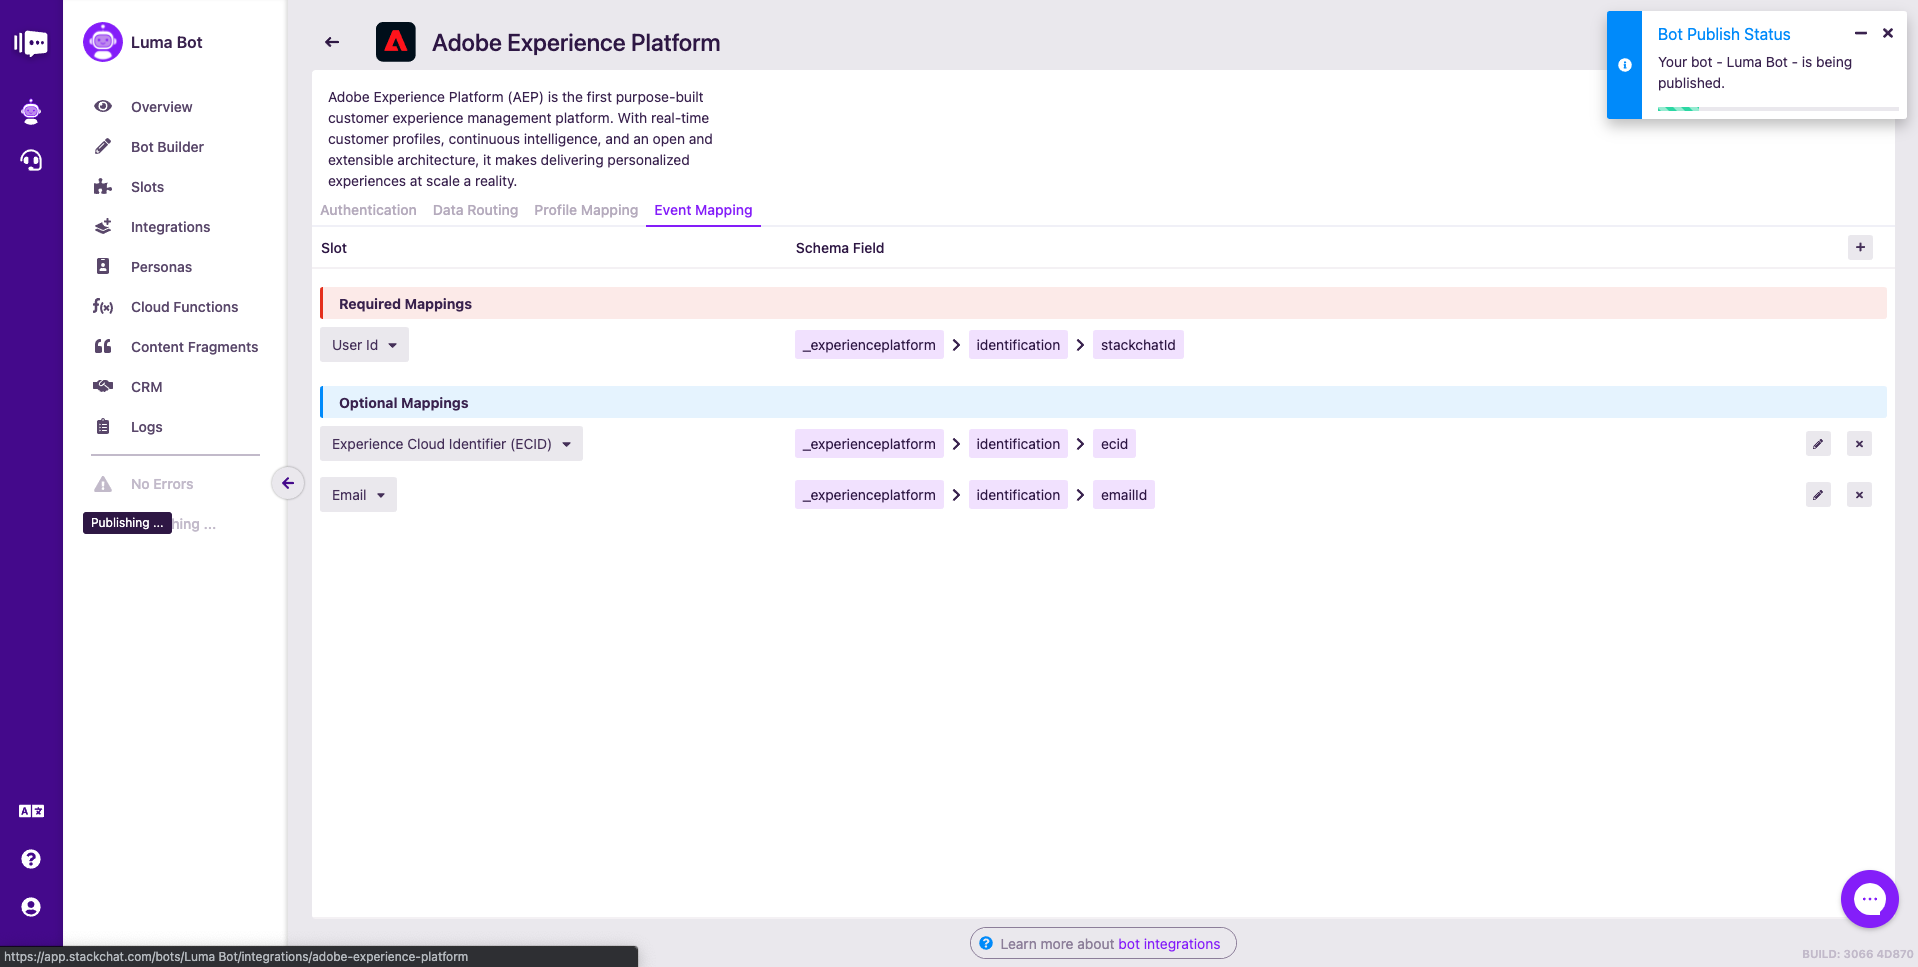 Luma Bot
Overview
Bot Builder
Slots
Integrations
Personas
Cloud Functions
Content Fragments
CRM
Logs
No Errors
Publishing ...
hing ...
Adobe Experience Platform
Adobe Experience Platform (AEP) is the first purpose-built
customer experience management platform. With real-time
customer profiles, continuous intelligence, and an open and
extensible architecture, it makes delivering personalized
experiences at scale a reality.
Authentication Data Routing Profile Mapping Event Mapping
Slot Schema Field
Required Mappings
User Id _experienceplatform identification stackchatId
Optional Mappings
Experience Cloud Identifier (ECID) _experienceplatform identification ecid
Email _experienceplatform identification emailId
Bot Publish Status
Your bot - Luma Bot - is being
published.
Learn more about bot integrations
BUILD: 3066 4D870
https://app.stackchat.com/bots/Luma Bot/integrations/adobe-experience-platform